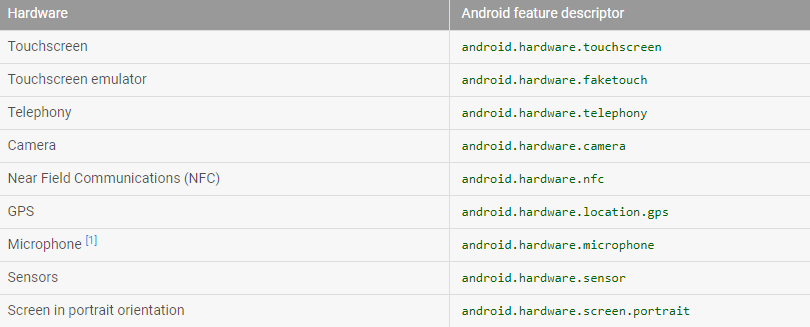 Hardware Android feature descriptor
Touchscreen android.hardware.touchscreen
Touchscreen emulator android.hardware.faketouch
Telephony android.hardware.telephony
Camera android.hardware.camera
Near Field Communications (NFC) android.hardware.nfc
GPS android.hardware.location.gps
Microphone [1] android.hardware.microphone
Sensors android.hardware.sensor
Screen in portrait orientation android.hardware.screen.portrait